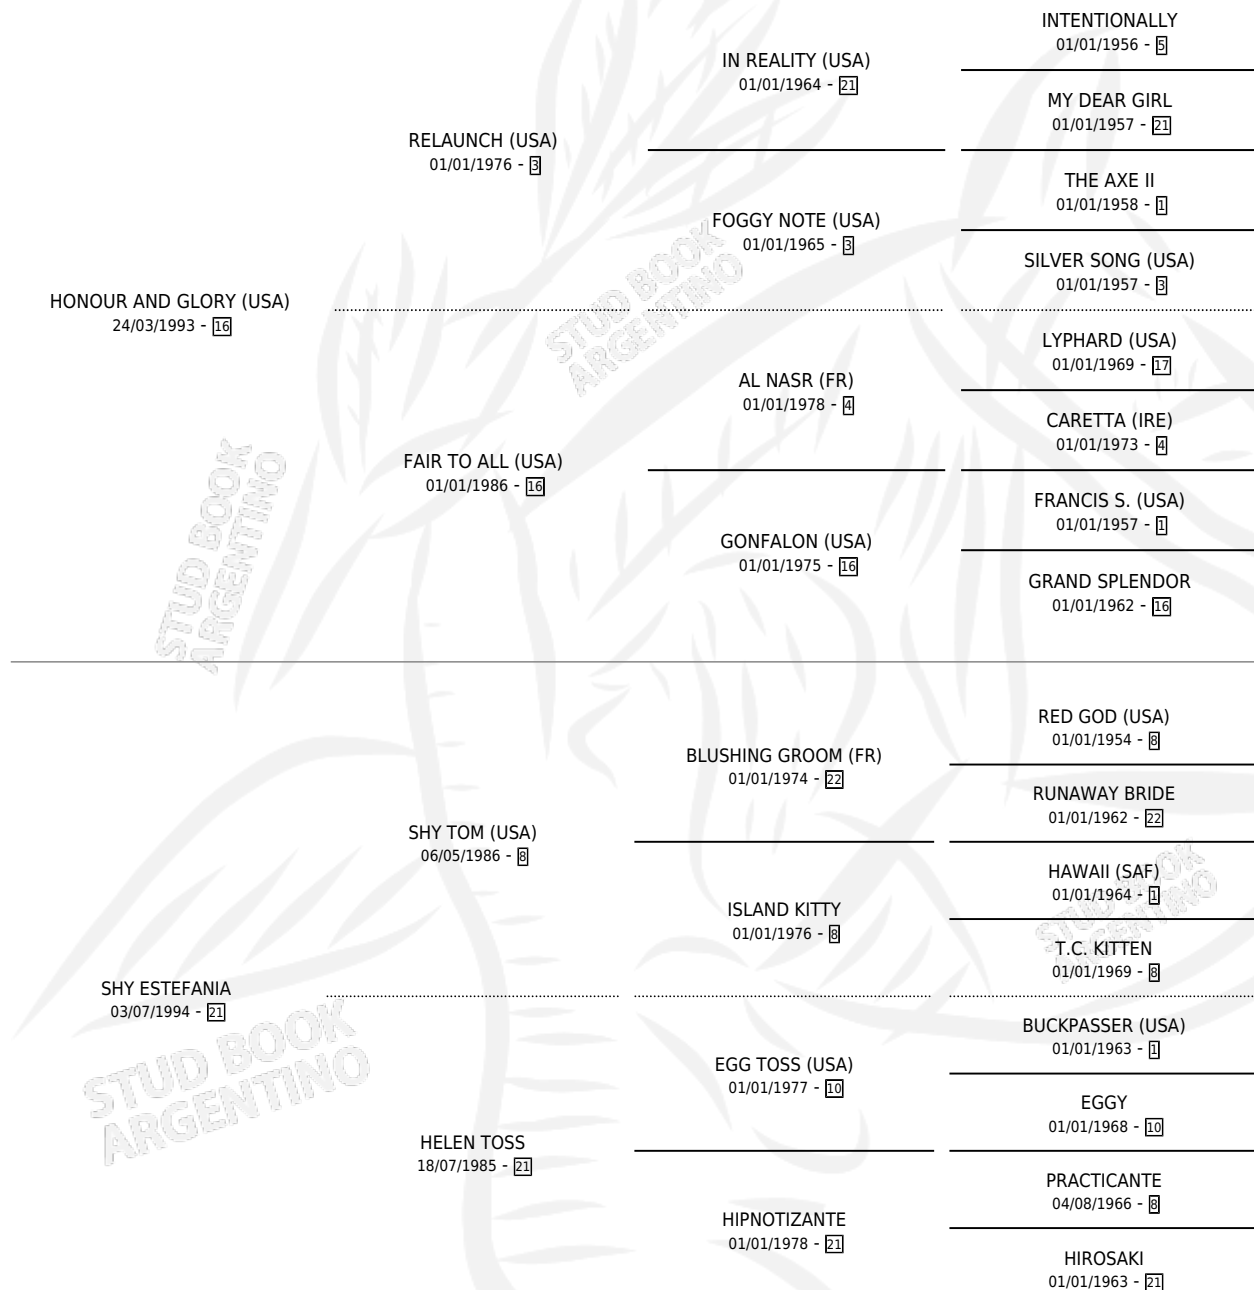 INTENTIONALLY
01/01/1956 - 5
IN REALITY (USA)
01/01/1964 - 21
MY DEAR GIRL
01/01/1957 - 21
RELAUNCH (USA)
01/01/1976 - 3
THE AXE II
01/01/1958 - 1
FOGGY NOTE (USA)
01/01/1965 - 3
SILVER SONG (USA)
01/01/1957 - 3
HONOUR AND GLORY (USA)
24/03/1993 - 16
LYPHARD (USA)
01/01/1969 - 17
AL NASR (FR)
01/01/1978 - 4
CARETTA (IRE)
01/01/1973 - 4
FAIR TO ALL (USA)
01/01/1986 - 16
FRANCIS S. (USA)
01/01/1957 - 1
GONFALON (USA)
01/01/1975 - 16
GRAND SPLENDOR
01/01/1962 - 16
RED GOD (USA)
01/01/1954 - 8
BLUSHING GROOM (FR)
01/01/1974 - 22
RUNAWAY BRIDE
01/01/1962 - 22
SHY TOM (USA)
06/05/1986 - 8
HAWAII (SAF)
01/01/1964 - 1
ISLAND KITTY
01/01/1976 - 8
T.C. KITTEN
01/01/1969 - 8
SHY ESTEFANIA
03/07/1994 - 21
BUCKPASSER (USA)
01/01/1963 - 1
EGG TOSS (USA)
01/01/1977 - 10
EGGY
01/01/1968 - 10
HELEN TOSS
18/07/1985 - 21
PRACTICANTE
04/08/1966 - 8
HIPNOTIZANTE
01/01/1978 - 21
HIROSAKI
01/01/1963 - 21
STUD BOOK
ARGENTINO
STUD BOOK
ARGENTINO
STUD BOOK
ARGENTINO
STUD BOOK
ARGENTINO